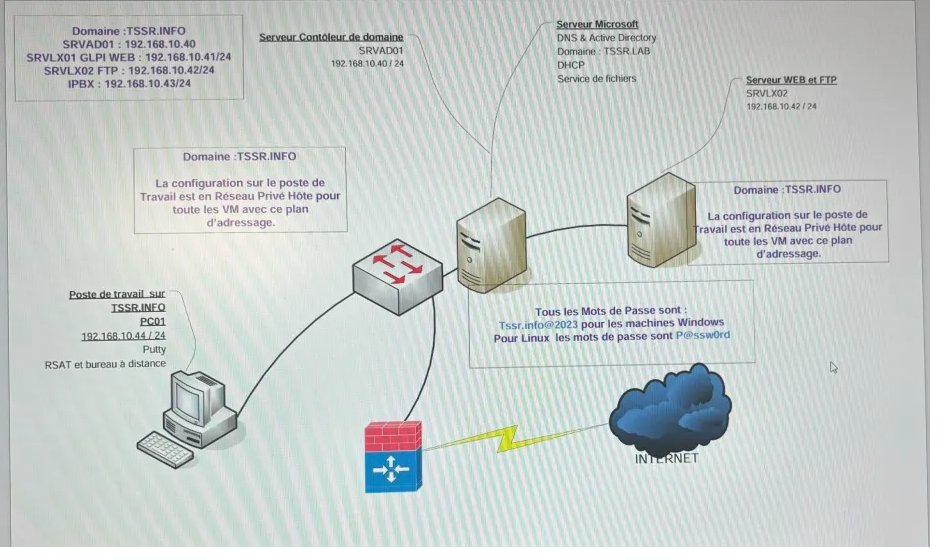 Domaine :TSSR.INFO
SRVAD01 : 192.168.10.40
SRVLX01 GLPI WEB : 192.168.10.41/24
SRVLX02 FTP : 192.168.10.42/24
IPBX : 192.168.10.43/24
Serveur Contôleur de domaine
SRVAD01
192.168.10.40 / 24
Serveur Microsoft
DNS & Active Directory
Domaine : TSSR.LAB
DHCP
Service de fichiers
Serveur WEB et FTP
SRVLX02
192.168.10.42 / 24
Domaine :TSSR.INFO
La configuration sur le poste de
Travail est en Réseau Privé Hôte pour
toute les VM avec ce plan
d'adressage.
Domaine :TSSR.INFO
La configuration sur le poste de
Travail est en Réseau Privé Hôte pour
toute les VM avec ce plan
d'adressage.
Poste de travail sur
TSSR.INFO
PC01
192.168.10.44 / 24
Putty
RSAT et bureau à distance
Tous les Mots de Passe sont :
Tssr.info@2023 pour les machines Windows
Pour Linux les mots de passe sont P@ssw0rd
INTERNET